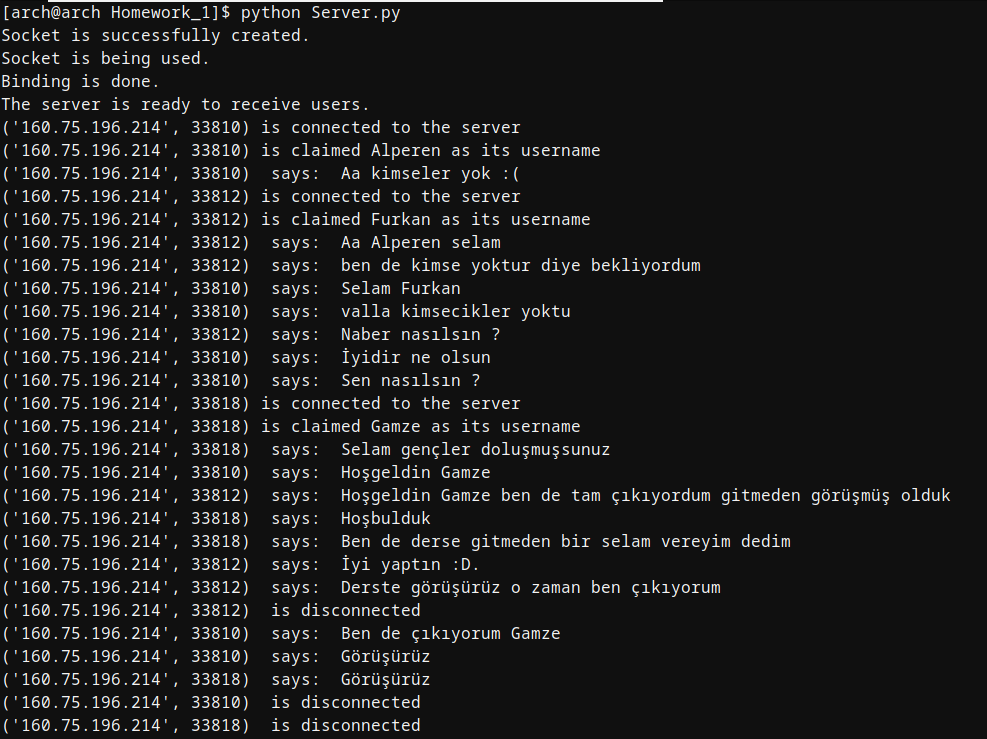 [arch@arch Homework_1]$ python Server.py
Socket is successfully created.
Socket is being used.
Binding is done.
The server is ready to receive users.
('160.75.196.214', 33810) is connected to the server
('160.75.196.214', 33810) is claimed Alperen as its username
('160.75.196.214', 33810)  says:  Aa kimseler yok :(
('160.75.196.214', 33812) is connected to the server
('160.75.196.214', 33812) is claimed Furkan as its username
('160.75.196.214', 33812)  says:  Aa Alperen selam
('160.75.196.214', 33812)  says:  ben de kimse yoktur diye bekliyordum
('160.75.196.214', 33810)  says:  Selam Furkan
('160.75.196.214', 33810)  says:  valla kimsecikler yoktu
('160.75.196.214', 33812)  says:  Naber nasılsın ?
('160.75.196.214', 33810)  says:  İyidir ne olsun
('160.75.196.214', 33810)  says:  Sen nasılsın ?
('160.75.196.214', 33818) is connected to the server
('160.75.196.214', 33818) is claimed Gamze as its username
('160.75.196.214', 33818)  says:  Selam gençler doluşmuşsunuz
('160.75.196.214', 33810)  says:  Hoşgeldin Gamze
('160.75.196.214', 33812)  says:  Hoşgeldin Gamze ben de tam çıkıyordum gitmeden görüşmüş olduk
('160.75.196.214', 33818)  says:  Hoşbulduk
('160.75.196.214', 33818)  says:  Ben de derse gitmeden bir selam vereyim dedim
('160.75.196.214', 33812)  says:  İyi yaptın :D.
('160.75.196.214', 33812)  says:  Derste görüşürüz o zaman ben çıkıyorum
('160.75.196.214', 33812)  is disconnected
('160.75.196.214', 33810)  says:  Ben de çıkıyorum Gamze
('160.75.196.214', 33810)  says:  Görüşürüz
('160.75.196.214', 33818)  says:  Görüşürüz
('160.75.196.214', 33810)  is disconnected
('160.75.196.214', 33818)  is disconnected